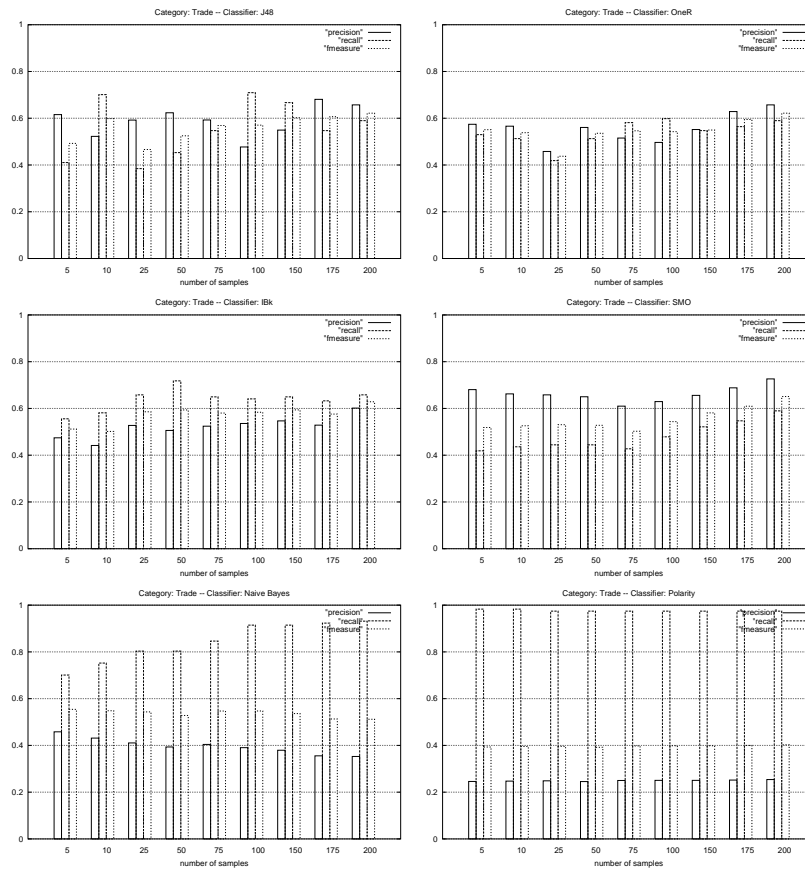 Category: Trade -- Classifier: J48
"precision"
"recall"
"fmeasure"
1
0.8
0.6
0.4
0.2
0
5 10 25 50 75 100 150 175 200
number of samples
Category: Trade -- Classifier: OneR
"precision"
"recall"
"fmeasure"
1
0.8
0.6
0.4
0.2
0
5 10 25 50 75 100 150 175 200
number of samples
Category: Trade -- Classifier: IBk
"precision"
"recall"
"fmeasure"
1
0.8
0.6
0.4
0.2
0
5 10 25 50 75 100 150 175 200
number of samples
Category: Trade -- Classifier: SMO
"precision"
"recall"
"fmeasure"
1
0.8
0.6
0.4
0.2
0
5 10 25 50 75 100 150 175 200
number of samples
Category: Trade -- Classifier: Naive Bayes
"precision"
"recall"
"fmeasure"
1
0.8
0.6
0.4
0.2
0
5 10 25 50 75 100 150 175 200
number of samples
Category: Trade -- Classifier: Polarity
"precision"
"recall"
"fmeasure"
1
0.8
0.6
0.4
0.2
0
5 10 25 50 75 100 150 175 200
number of samples